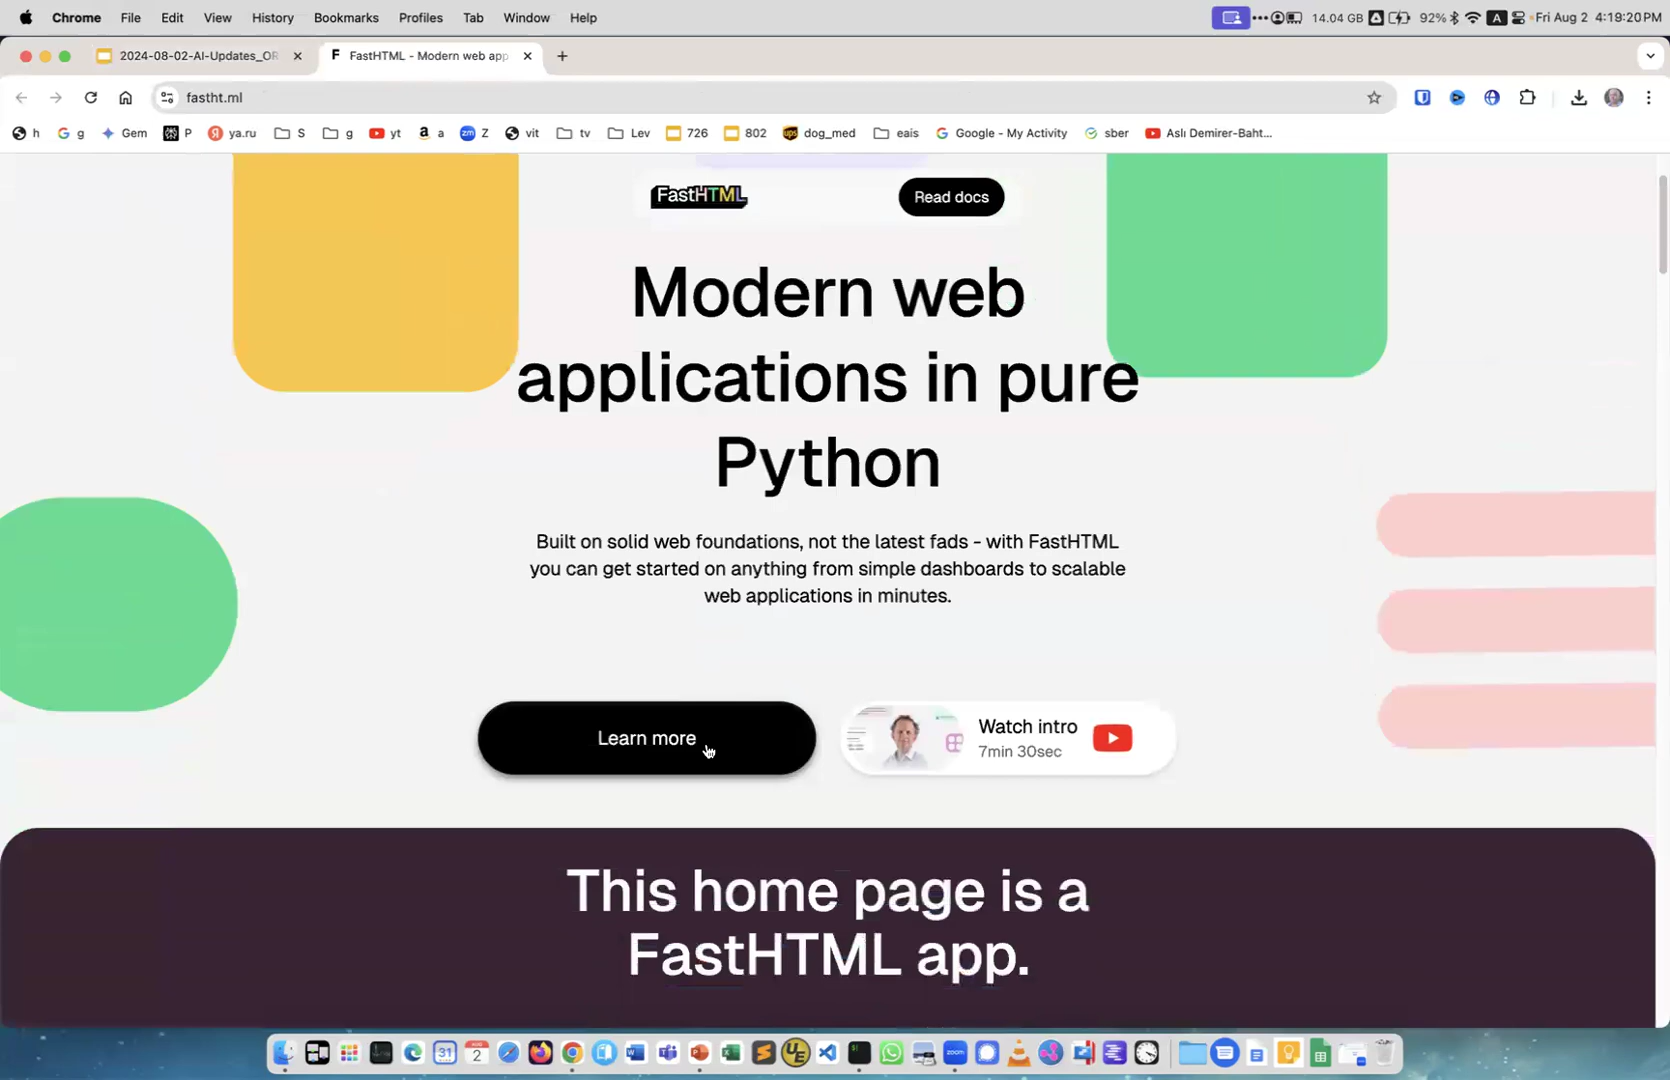 Chrome File Edit View History Bookmarks Profiles Tab Window Help 14.04 GB 92% A Fri Aug 2 4:19:20 PM
2024-08-02-AI-Updates_OR F FastHTML - Modern web app
fastht.ml
h g Gem P ya.ru S g yt a Z vit tv Lev 726 802 dog_med eais Google - My Activity sber Aslı Demirer-Baht...
FastHTML Read docs
Modern web
applications in pure
Python
Built on solid web foundations, not the latest fads - with FastHTML
you can get started on anything from simple dashboards to scalable
web applications in minutes.
Learn more
Watch intro
7min 30sec
This home page is a
FastHTML app.